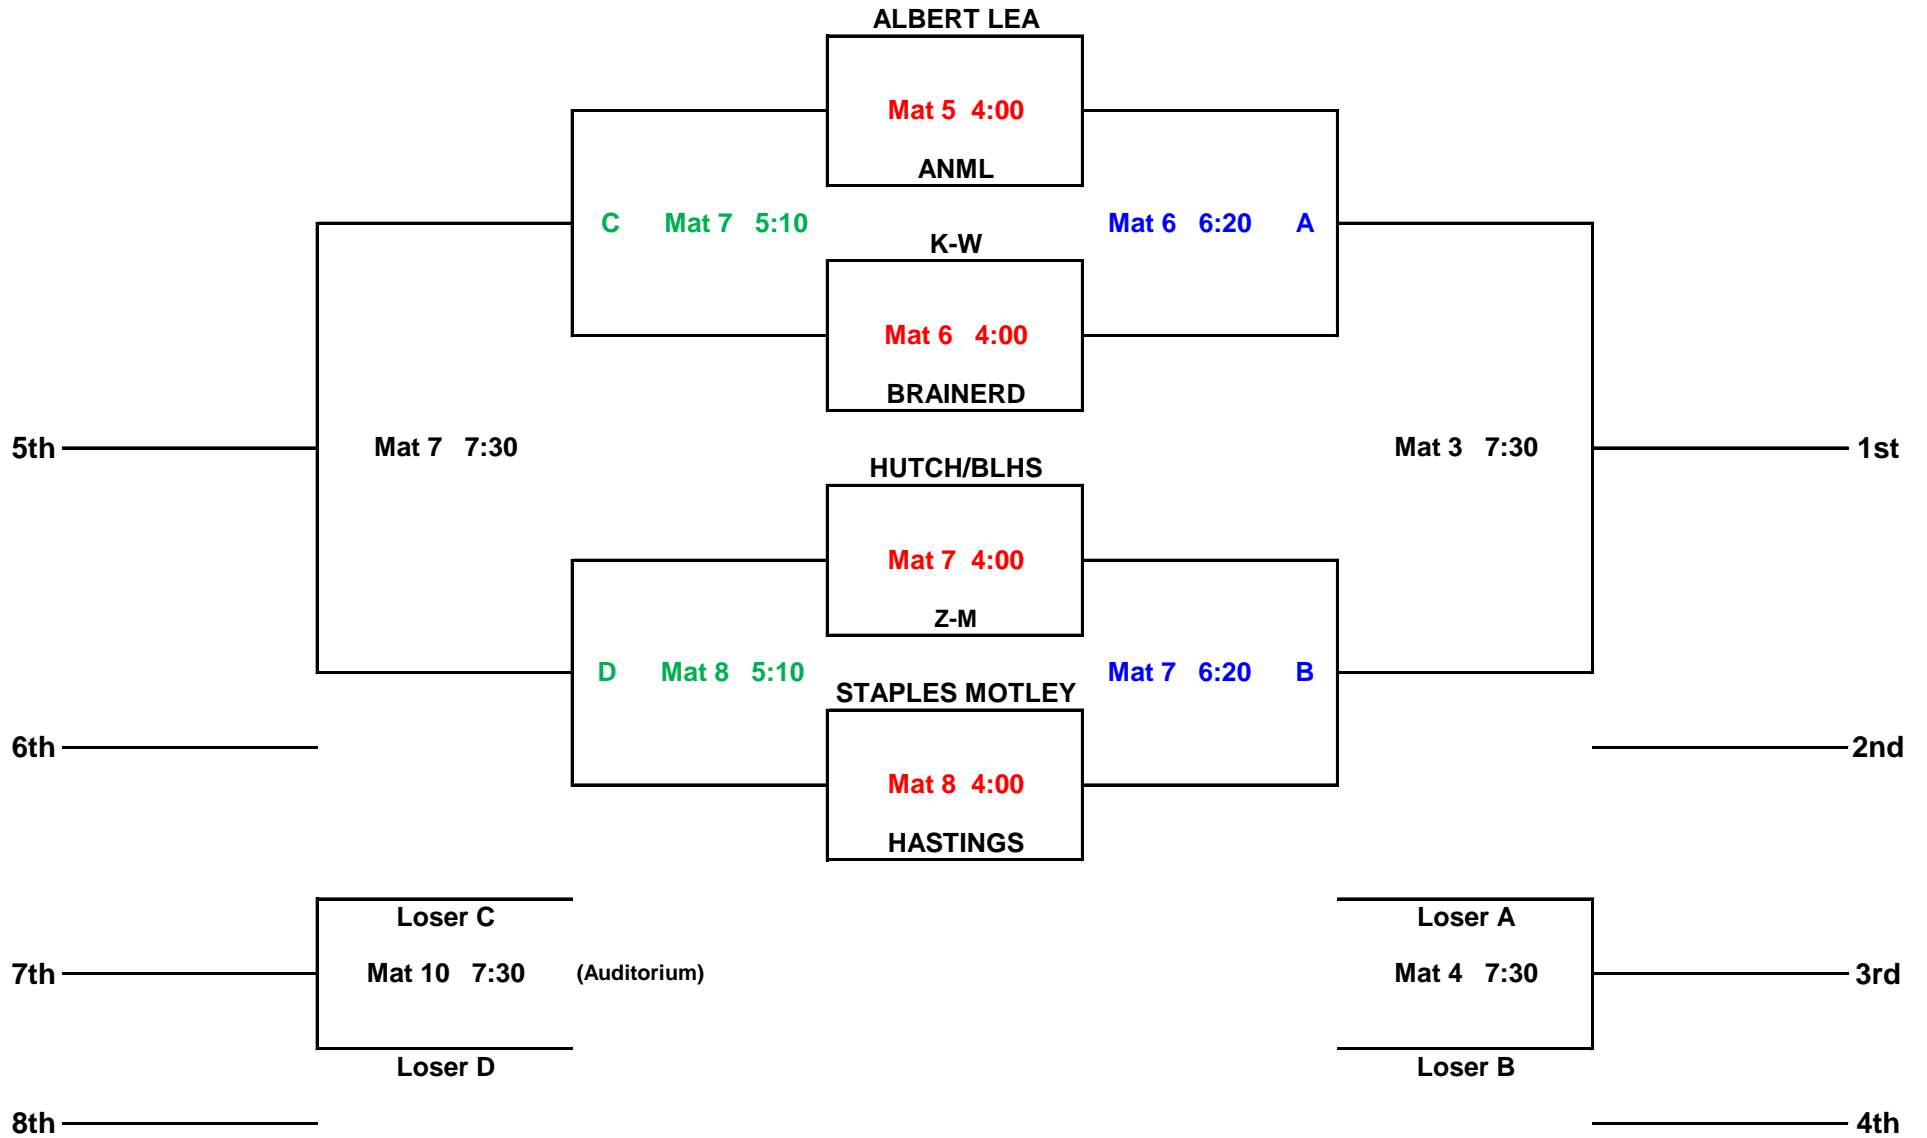 ALBERT LEA
Mat 5 4:00
ANML
C Mat 7 5:10
Mat 6 6:20 A
K-W
Mat 6 4:00
BRAINERD
5th
Mat 7 7:30
Mat 3 7:30
1st
HUTCH/BLHS
Mat 7 4:00
Z-M
D Mat 8 5:10
Mat 7 6:20 B
STAPLES MOTLEY
6th
2nd
Mat 8 4:00
HASTINGS
Loser C
Loser A
7th
Mat 10 7:30 (Auditorium)
Mat 4 7:30
3rd
Loser D
Loser B
8th
4th